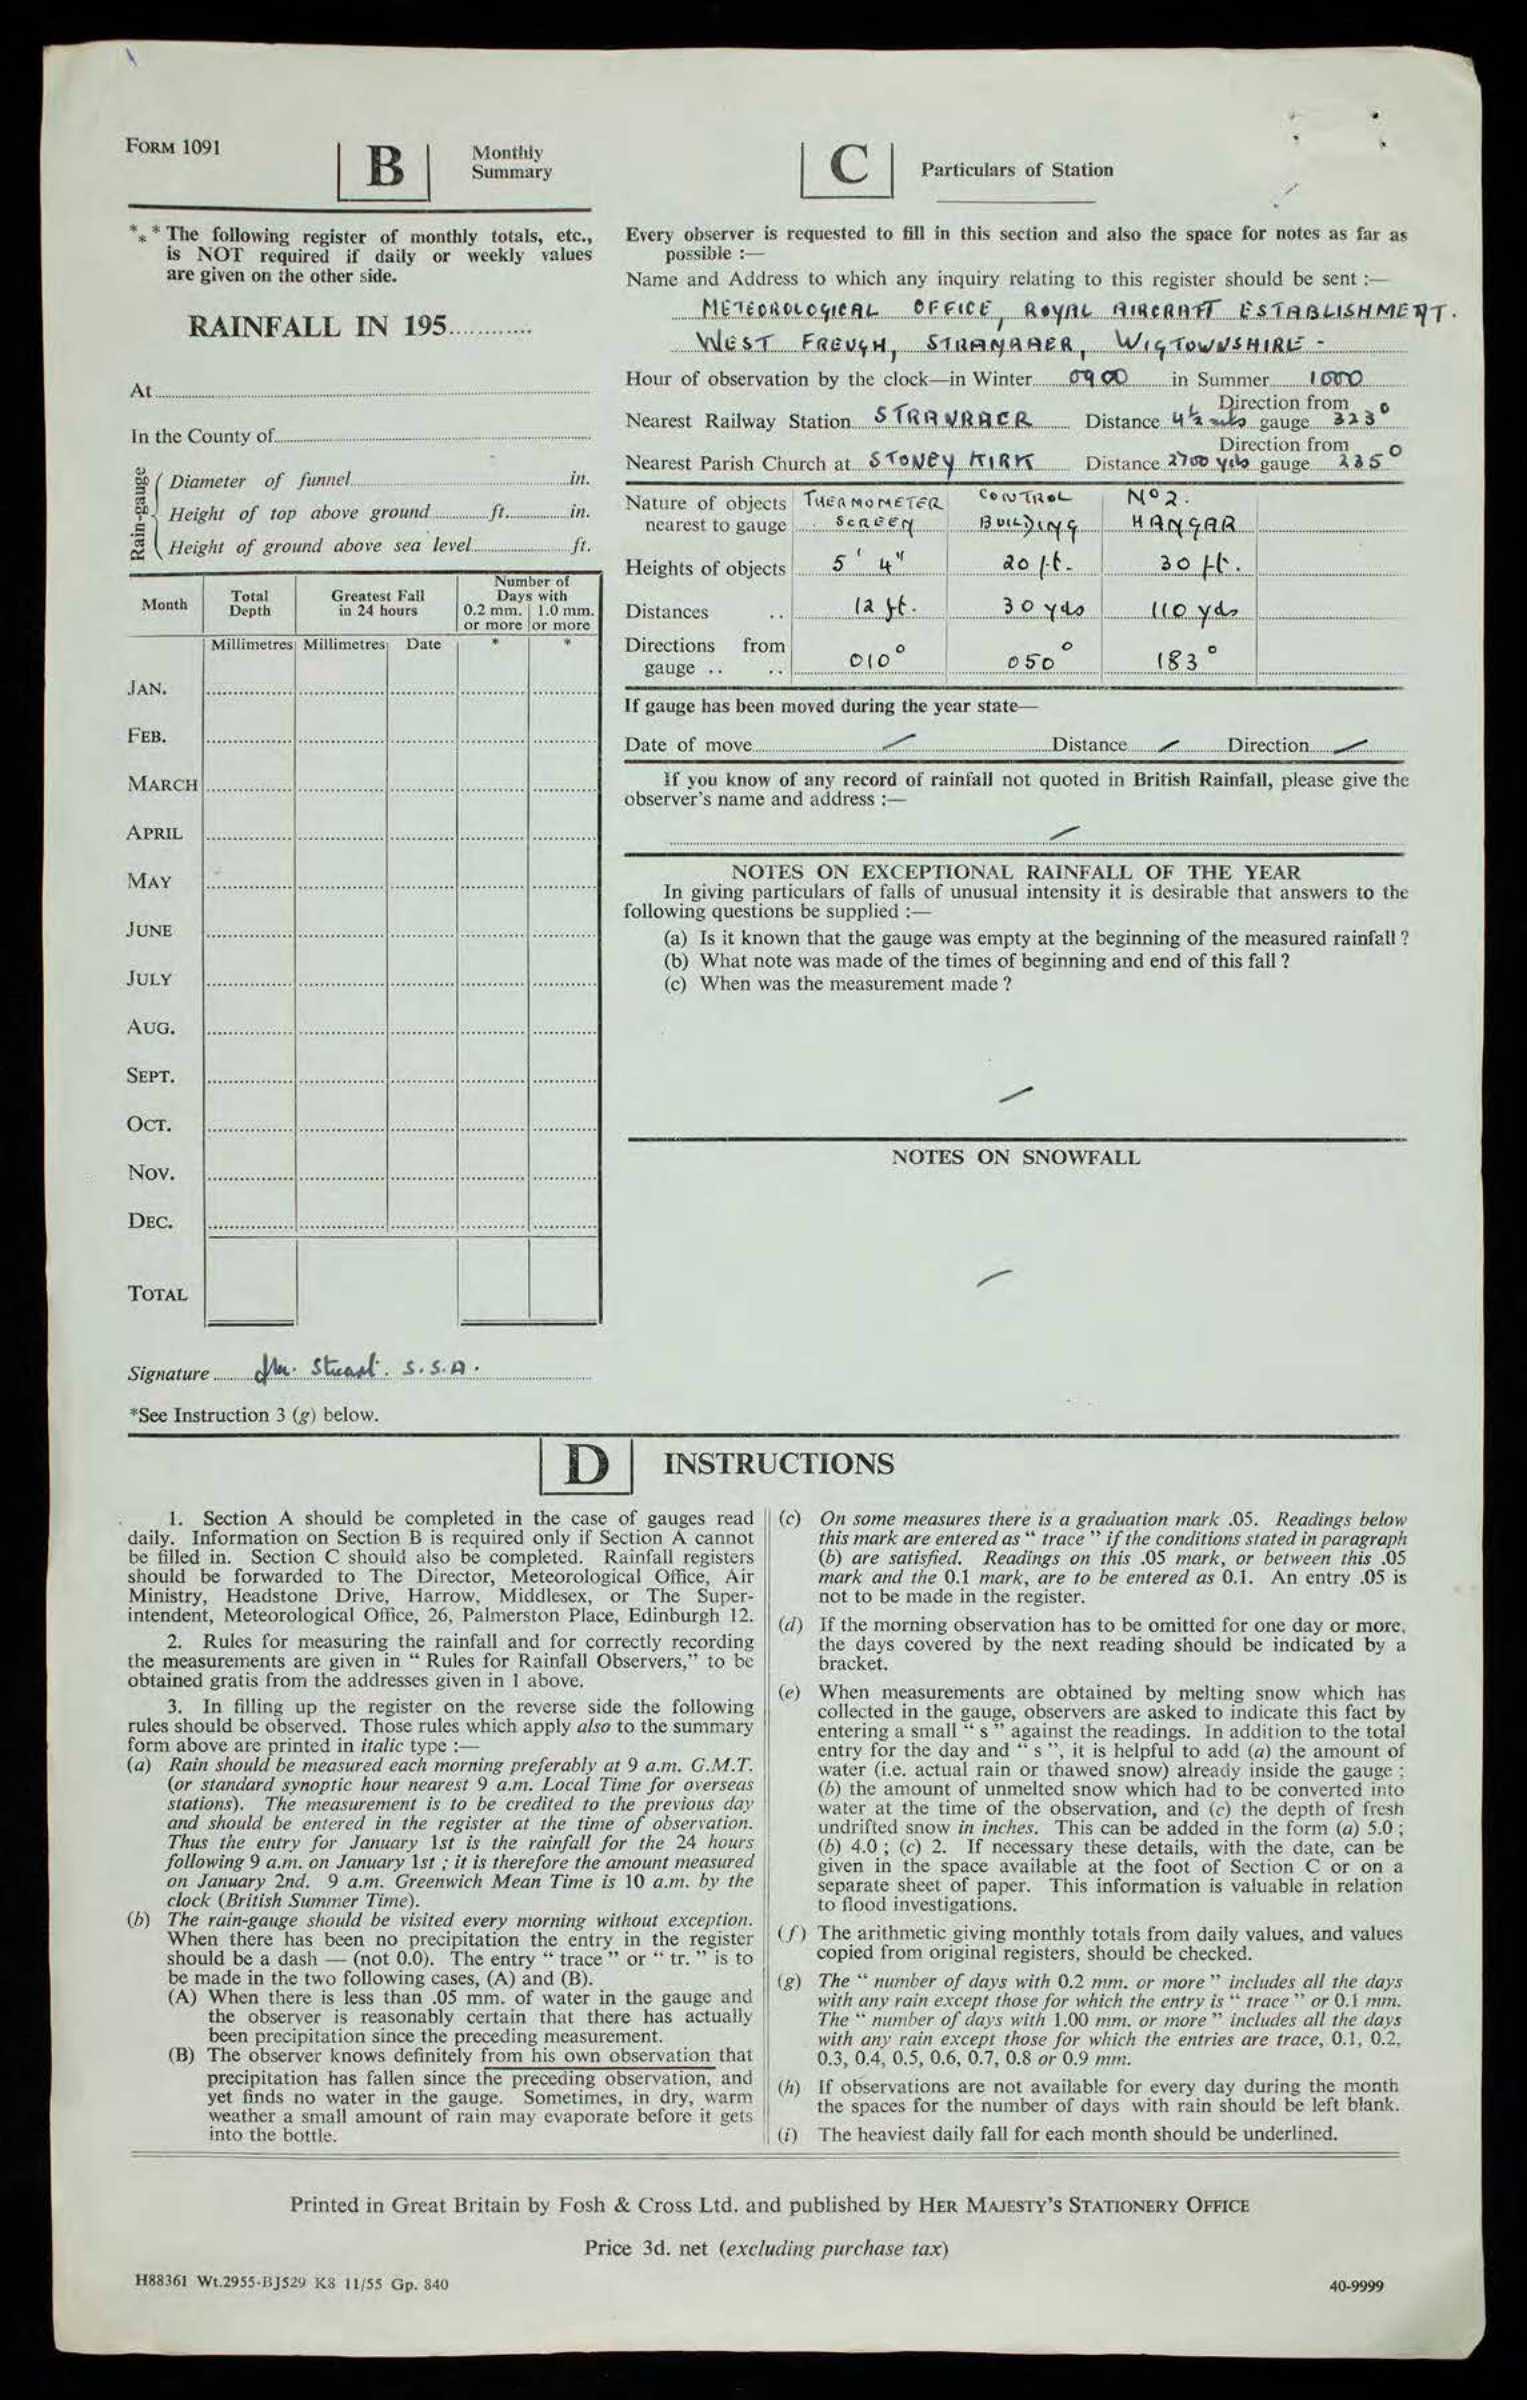 FORM 1091
B
Monthly
Summary
*** The following register of monthly totals, etc.,
is NOT required if daily or weekly values
are given on the other side.
RAINFALL IN 195
At
In the County of
Rain-gauge
Diameter of funnel in.
Height of top above ground ft. in.
Height of ground above sea level ft.
Month
Total Depth
Greatest Fall in 24 hours
Number of Days with
0.2 mm. or more
1.0 mm. or more
Millimetres Millimetres Date * *
JAN.
FEB.
MARCH
APRIL
MAY
JUNE
JULY
AUG.
SEPT.
OCT.
NOV.
DEC.
TOTAL
Signature Stuart. S.S.A.
*See Instruction 3 (g) below.
C
Particulars of Station
Every observer is requested to fill in this section and also the space for notes as far as
possible :—
Name and Address to which any inquiry relating to this register should be sent :—
METEOROLOGICAL OFFICE, ROYAL AIRCRAFT ESTABLISHMENT.
WEST FREUGH, STRANRAER, WIGTOWNSHIRE -
Hour of observation by the clock—in Winter 0900 in Summer 1000
Nearest Railway Station STRANRAER Distance 4½ mls Direction from gauge 323°
Nearest Parish Church at STONEY KIRK Distance 2700 yds Direction from gauge 235°
Nature of objects nearest to gauge THERMOMETER SCREEN CONTROL BUILDING No 2. HANGAR
Heights of objects 5' 4" 20 ft. 30 ft.
Distances .. 12 ft. 30 yds 110 yds
Directions from gauge .. .. 010° 050° 183°
If gauge has been moved during the year state—
Date of move Distance Direction
If you know of any record of rainfall not quoted in British Rainfall, please give the
observer's name and address :—
NOTES ON EXCEPTIONAL RAINFALL OF THE YEAR
In giving particulars of falls of unusual intensity it is desirable that answers to the
following questions be supplied :—
(a) Is it known that the gauge was empty at the beginning of the measured rainfall ?
(b) What note was made of the times of beginning and end of this fall ?
(c) When was the measurement made ?
NOTES ON SNOWFALL
D
INSTRUCTIONS
1. Section A should be completed in the case of gauges read
daily. Information on Section B is required only if Section A cannot
be filled in. Section C should also be completed. Rainfall registers
should be forwarded to The Director, Meteorological Office, Air
Ministry, Headstone Drive, Harrow, Middlesex, or The Super-
intendent, Meteorological Office, 26, Palmerston Place, Edinburgh 12.
2. Rules for measuring the rainfall and for correctly recording
the measurements are given in “ Rules for Rainfall Observers,” to be
obtained gratis from the addresses given in 1 above.
3. In filling up the register on the reverse side the following
rules should be observed. Those rules which apply also to the summary
form above are printed in italic type :—
(a) Rain should be measured each morning preferably at 9 a.m. G.M.T.
(or standard synoptic hour nearest 9 a.m. Local Time for overseas
stations). The measurement is to be credited to the previous day
and should be entered in the register at the time of observation.
Thus the entry for January 1st is the rainfall for the 24 hours
following 9 a.m. on January 1st ; it is therefore the amount measured
on January 2nd. 9 a.m. Greenwich Mean Time is 10 a.m. by the
clock (British Summer Time).
(b) The rain-gauge should be visited every morning without exception.
When there has been no precipitation the entry in the register
should be a dash — (not 0.0). The entry “ trace ” or “ tr. ” is to
be made in the two following cases, (A) and (B).
(A) When there is less than .05 mm. of water in the gauge and
the observer is reasonably certain that there has actually
been precipitation since the preceding measurement.
(B) The observer knows definitely from his own observation that
precipitation has fallen since the preceding observation, and
yet finds no water in the gauge. Sometimes, in dry, warm
weather a small amount of rain may evaporate before it gets
into the bottle.
(c) On some measures there is a graduation mark .05. Readings below
this mark are entered as “ trace ” if the conditions stated in paragraph
(b) are satisfied. Readings on this .05 mark, or between this .05
mark and the 0.1 mark, are to be entered as 0.1. An entry .05 is
not to be made in the register.
(d) If the morning observation has to be omitted for one day or more,
the days covered by the next reading should be indicated by a
bracket.
(e) When measurements are obtained by melting snow which has
collected in the gauge, observers are asked to indicate this fact by
entering a small “ s ” against the readings. In addition to the total
entry for the day and “ s ”, it is helpful to add (a) the amount of
water (i.e. actual rain or thawed snow) already inside the gauge ;
(b) the amount of unmelted snow which had to be converted into
water at the time of the observation, and (c) the depth of fresh
undrifted snow in inches. This can be added in the form (a) 5.0 ;
(b) 4.0 ; (c) 2. If necessary these details, with the date, can be
given in the space available at the foot of Section C or on a
separate sheet of paper. This information is valuable in relation
to flood investigations.
(f) The arithmetic giving monthly totals from daily values, and values
copied from original registers, should be checked.
(g) The “ number of days with 0.2 mm. or more ” includes all the days
with any rain except those for which the entry is “ trace ” or 0.1 mm.
The “ number of days with 1.00 mm. or more ” includes all the days
with any rain except those for which the entries are trace, 0.1, 0.2,
0.3, 0.4, 0.5, 0.6, 0.7, 0.8 or 0.9 mm.
(h) If observations are not available for every day during the month
the spaces for the number of days with rain should be left blank.
(i) The heaviest daily fall for each month should be underlined.
Printed in Great Britain by Fosh & Cross Ltd. and published by HER MAJESTY'S STATIONERY OFFICE
Price 3d. net (excluding purchase tax)
H88361 Wt.2955-BJ529 K8 11/55 Gp. 840
40-9999